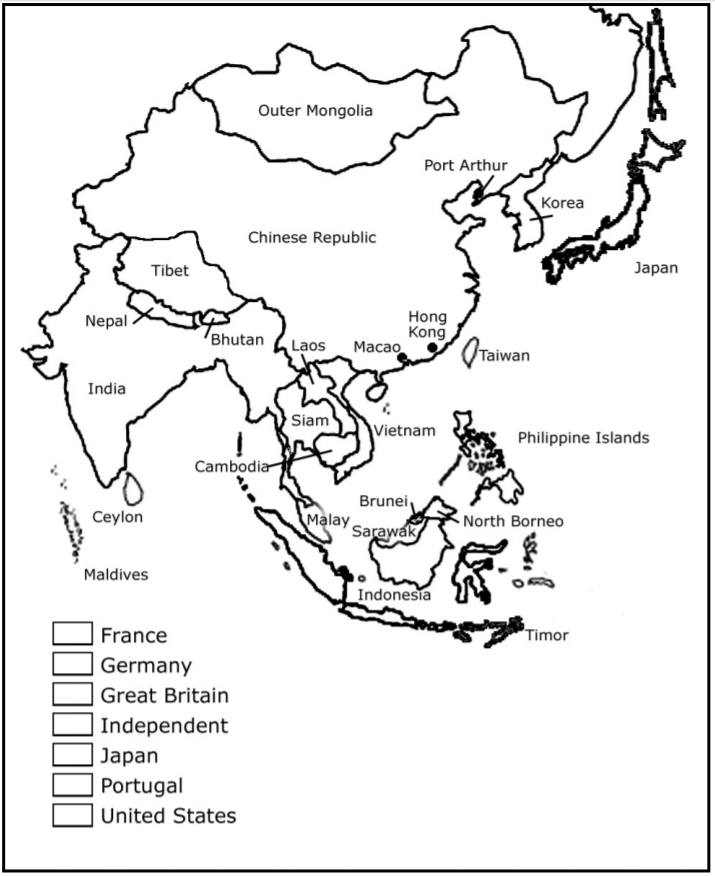 Outer Mongolia
Port Arthur
Korea
Chinese Republic
Japan
Tibet
Nepal
Bhutan
Hong
Kong
Macao
Laos
Taiwan
India
Siam
Vietnam
Philippine Islands
Cambodia
Ceylon
Brunei
Malay
Sarawak
North Borneo
Maldives
Indonesia
Timor
France
Germany
Great Britain
Independent
Japan
Portugal
United States